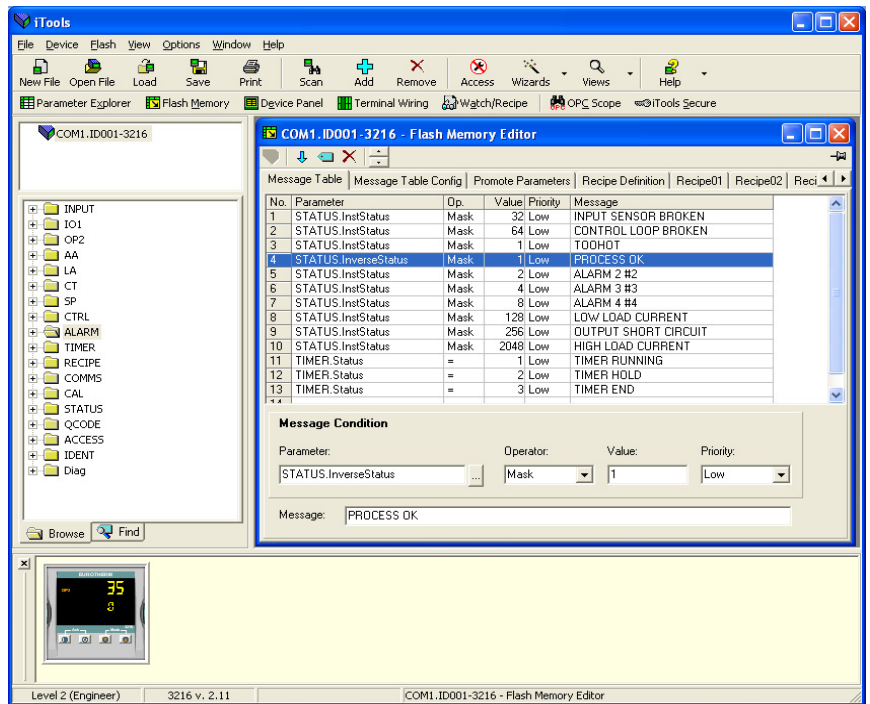 iTools
File Device Flash View Options Window Help
New File Open File Load Save Print Scan Add Remove Access Wizards Views Help
Parameter Explorer Flash Memory Device Panel Terminal Wiring Watch/Recipe OPC Scope iTools Secure
COM1.ID001-3216
INPUT
IO1
OP2
AA
LA
CT
SP
CTRL
ALARM
TIMER
RECIPE
COMMS
CAL
STATUS
QCODE
ACCESS
IDENT
Diag
Browse Find
COM1.ID001-3216 - Flash Memory Editor
Message Table Message Table Config Promote Parameters Recipe Definition Recipe01 Recipe02 Reci
No. Parameter Op. Value Priority Message
1 STATUS.InstStatus Mask 32 Low INPUT SENSOR BROKEN
2 STATUS.InstStatus Mask 64 Low CONTROL LOOP BROKEN
3 STATUS.InstStatus Mask 1 Low TOOHOT
4 STATUS.InverseStatus Mask 1 Low PROCESS OK
5 STATUS.InstStatus Mask 2 Low ALARM 2 #2
6 STATUS.InstStatus Mask 4 Low ALARM 3 #3
7 STATUS.InstStatus Mask 8 Low ALARM 4 #4
8 STATUS.InstStatus Mask 128 Low LOW LOAD CURRENT
9 STATUS.InstStatus Mask 256 Low OUTPUT SHORT CIRCUIT
10 STATUS.InstStatus Mask 2048 Low HIGH LOAD CURRENT
11 TIMER.Status = 1 Low TIMER RUNNING
12 TIMER.Status = 2 Low TIMER HOLD
13 TIMER.Status = 3 Low TIMER END
14
Message Condition
Parameter: Operator: Value: Priority:
STATUS.InverseStatus ... Mask 1 Low
Message: PROCESS OK
EUROTHERM
OP2 35
0
Level 2 (Engineer) 3216 v. 2.11 COM1.ID001-3216 - Flash Memory Editor